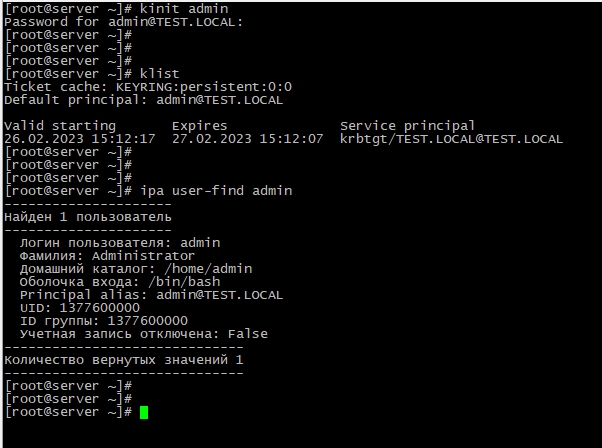 [root@server ~]# kinit admin
Password for admin@TEST.LOCAL:
[root@server ~]#
[root@server ~]#
[root@server ~]#
[root@server ~]# klist
Ticket cache: KEYRING:persistent:0:0
Default principal: admin@TEST.LOCAL

Valid starting       Expires              Service principal
26.02.2023 15:12:17  27.02.2023 15:12:07  krbtgt/TEST.LOCAL@TEST.LOCAL
[root@server ~]#
[root@server ~]#
[root@server ~]#
[root@server ~]# ipa user-find admin
---------------------
Найден 1 пользователь
---------------------
  Логин пользователя: admin
  Фамилия: Administrator
  Домашний каталог: /home/admin
  Оболочка входа: /bin/bash
  Principal alias: admin@TEST.LOCAL
  UID: 1377600000
  ID группы: 1377600000
  Учетная запись отключена: False
------------------------------
Количество вернутых значений 1
------------------------------
[root@server ~]#
[root@server ~]#
[root@server ~]#